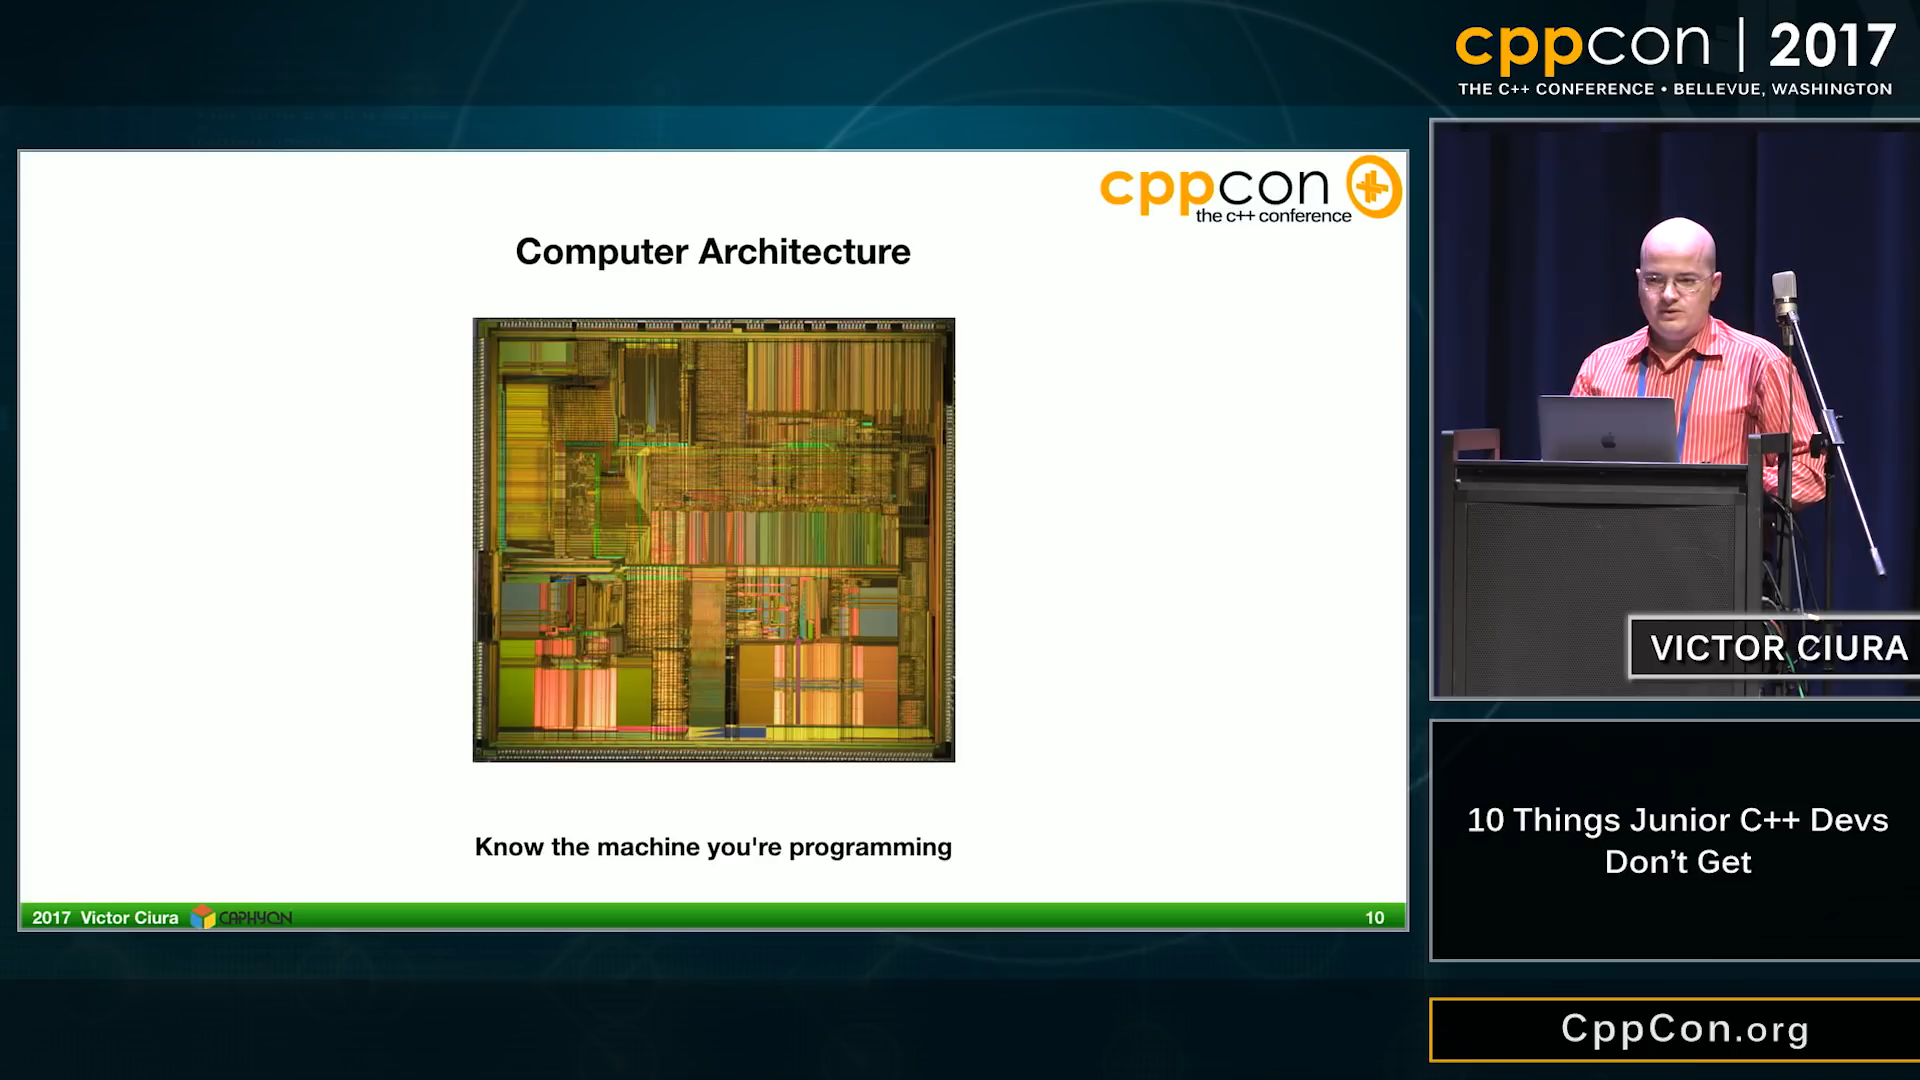 cppcon | 2017
THE C++ CONFERENCE • BELLEVUE, WASHINGTON
cppcon
the c++ conference
Computer Architecture
Know the machine you're programming
2017 Victor Ciura CAPHYON
10
VICTOR CIURA
10 Things Junior C++ Devs
Don’t Get
CppCon.org